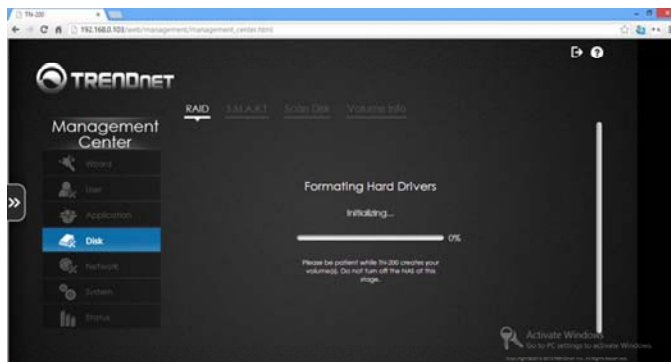 TN-200
192.168.0.103/web/management/management_center.html
TRENDNET
RAID S.M.A.R.T Scan Disk Volume Info
Management
Center
Wizard
User
Application
Disk
Network
System
Status
Formating Hard Drivers
Initializing...
0%
Please be patient while TN-200 creates your
volume(s). Do not turn off the NAS at this
stage.
Activate Windows
Go to PC settings to activate Windows.